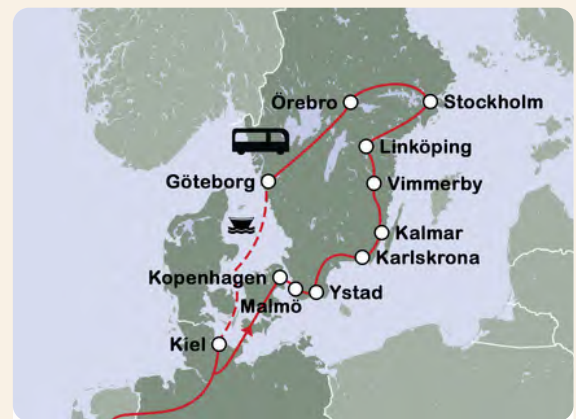 Örebro
Stockholm
Linköping
Göteborg
Vimmerby
Kalmar
Karlskrona
Kopenhagen
Malmö
Ystad
Kiel